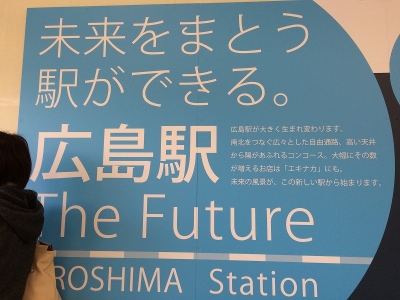 未来をまとう
駅ができる。
広島駅
広島駅が大きく生まれ変わります。
南北をつなぐ広々とした自由通路、高い天井
から陽があふれるコンコース。大幅にその数
が増えるお店は「エキナカ」にも。
未来の風景が、この新しい駅から始まります。
The Future
ROSHIMA Station